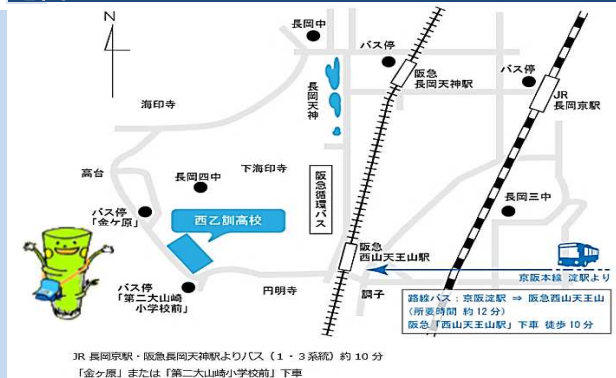 N
長岡中
バス停
阪急
長岡天神駅
バス停
JR
長岡京駅
長岡天神
海印寺
高台
長岡四中
下海印寺
阪急循環バス
長岡三中
バス停
「金ケ原」
西乙訓高校
阪急
西山天王山駅
京阪本線 淀駅より
バス停
「第二大山崎
小学校前」
円明寺
調子
路線バス：京阪淀駅 ⇒ 阪急西山天王山
（所要時間 約12分）
阪急「西山天王山駅」下車 徒歩10分
JR 長岡京駅・阪急長岡天神駅よりバス（1・3系統）約10分
「金ヶ原」または「第二大山崎小学校前」下車